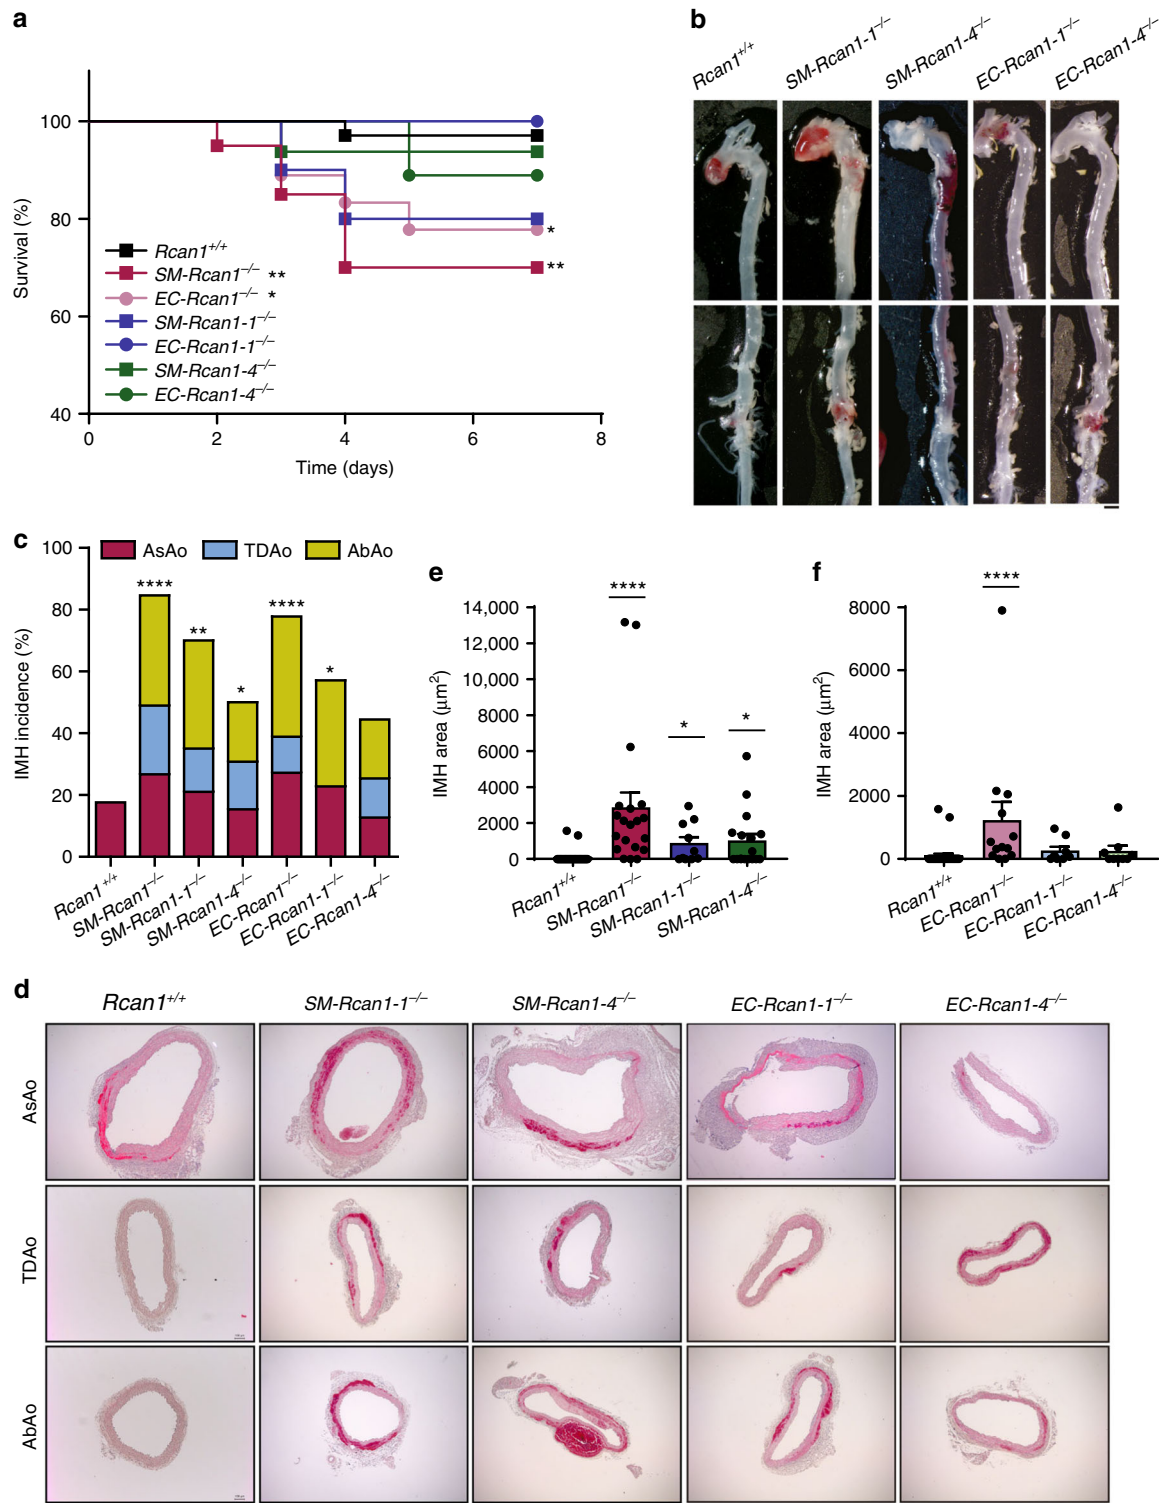 a
100
80
60
40
Survival (%)
0
2
4
6
8
Time (days)
*
**
Rcan1+/+
SM-Rcan1−/− **
EC-Rcan1−/− *
SM-Rcan1-1−/−
EC-Rcan1-1−/−
SM-Rcan1-4−/−
EC-Rcan1-4−/−
b
Rcan1+/+
SM-Rcan1-1−/−
SM-Rcan1-4−/−
EC-Rcan1-1−/−
EC-Rcan1-4−/−
c
AsAo
TDAo
AbAo
100
80
60
40
20
0
IMH incidence (%)
****
**
*
****
*
Rcan1+/+
SM-Rcan1−/−
SM-Rcan1-1−/−
SM-Rcan1-4−/−
EC-Rcan1−/−
EC-Rcan1-1−/−
EC-Rcan1-4−/−
e
14,000
12,000
10,000
8000
6000
4000
2000
0
IMH area (μm²)
****
*
*
Rcan1+/+
SM-Rcan1−/−
SM-Rcan1-1−/−
SM-Rcan1-4−/−
f
8000
6000
4000
2000
0
IMH area (μm²)
****
Rcan1+/+
EC-Rcan1−/−
EC-Rcan1-1−/−
EC-Rcan1-4−/−
d
Rcan1+/+
SM-Rcan1-1−/−
SM-Rcan1-4−/−
EC-Rcan1-1−/−
EC-Rcan1-4−/−
AsAo
TDAo
AbAo